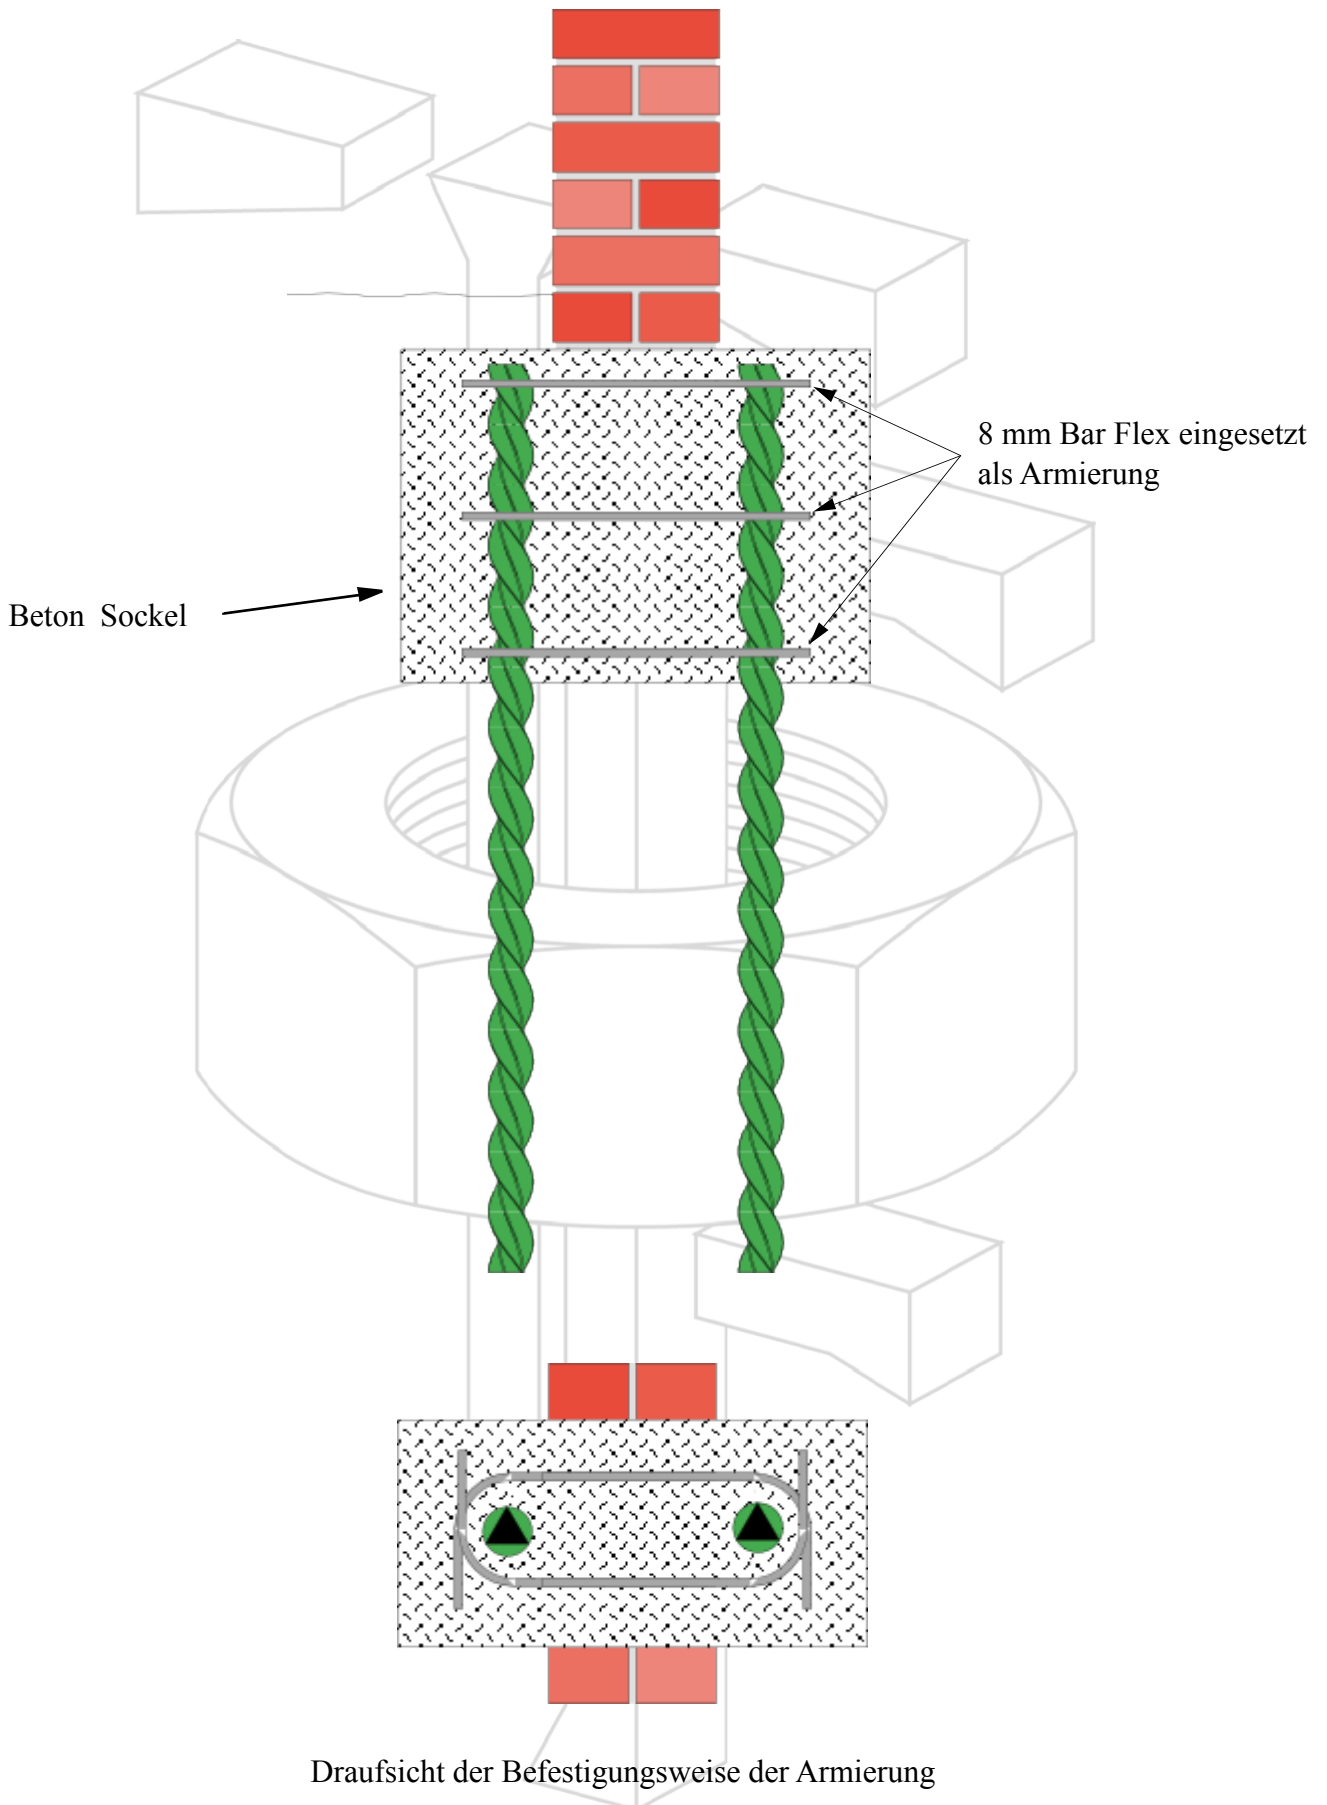 8 mm Bar Flex eingesetzt
als Armierung
Beton Sockel
Draufsicht der Befestigungsweise der Armierung